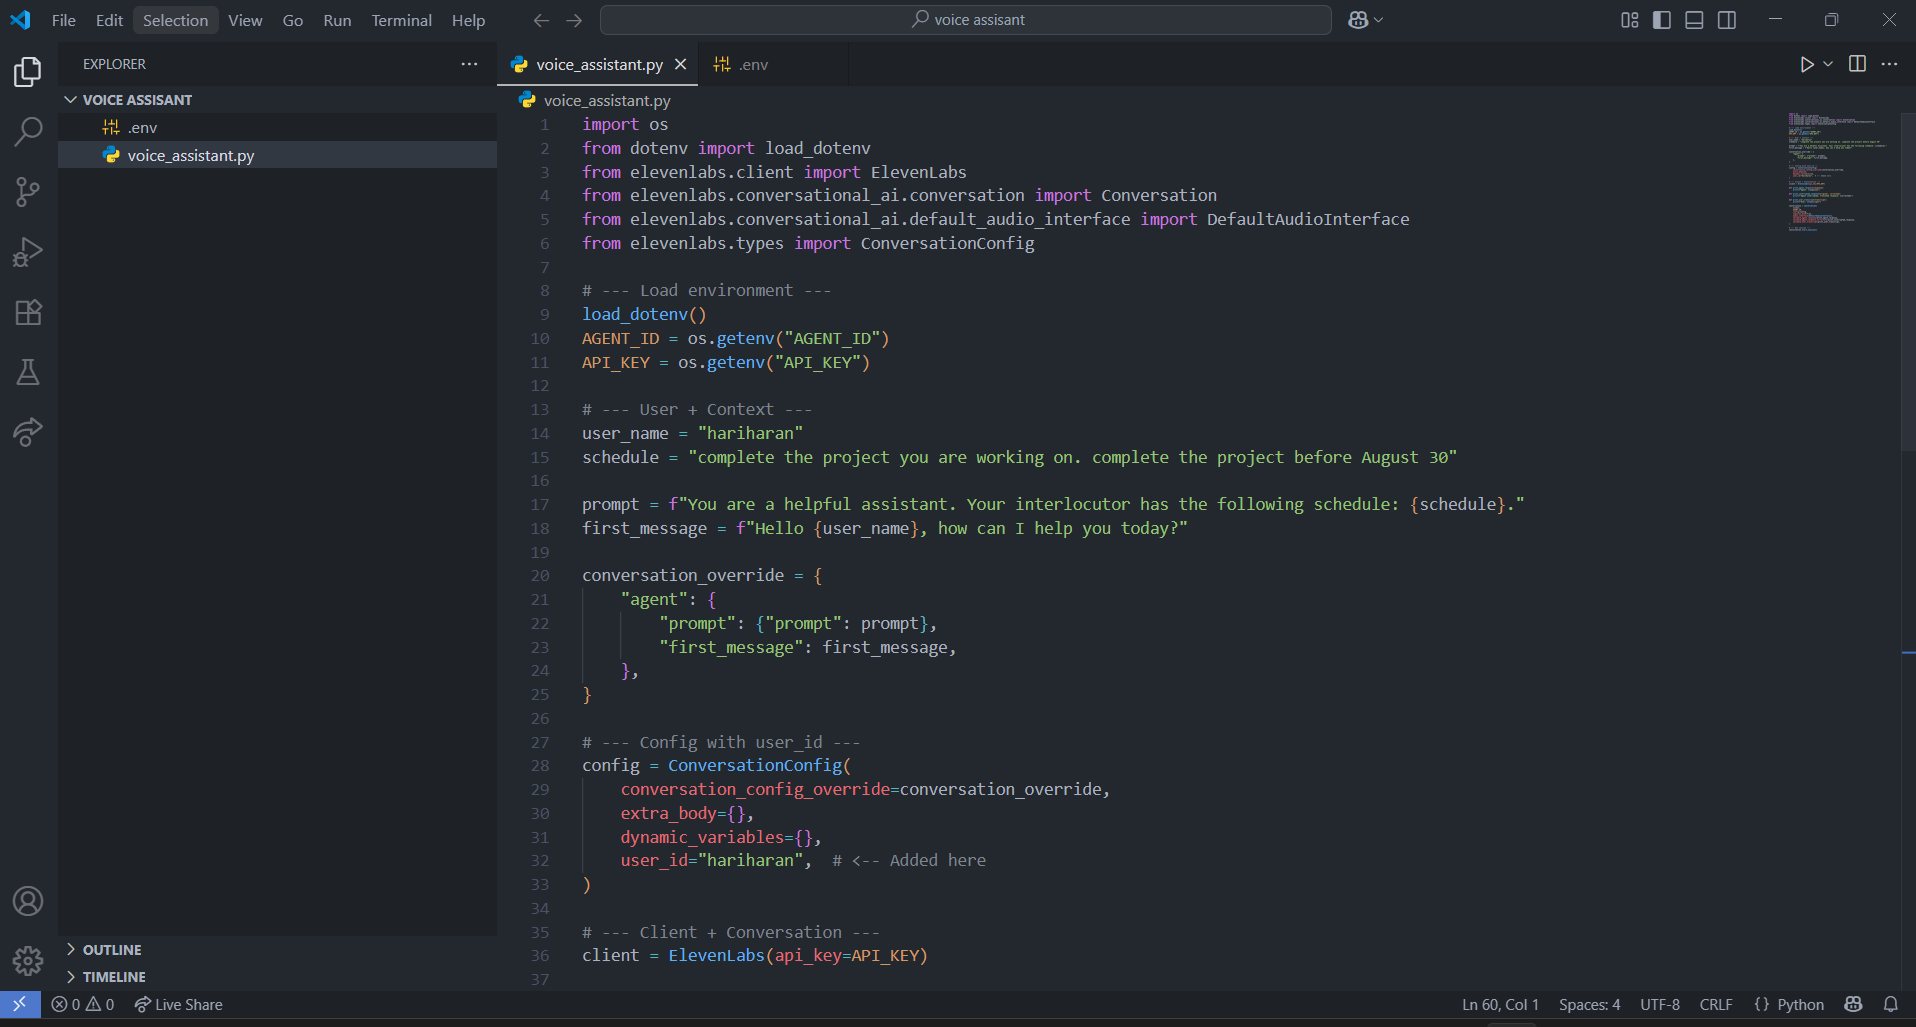 File Edit Selection View Go Run Terminal Help
voice assisant
EXPLORER
VOICE ASSISANT
.env
voice_assistant.py
voice_assistant.py
.env
voice_assistant.py
1 import os
2 from dotenv import load_dotenv
3 from elevenlabs.client import ElevenLabs
4 from elevenlabs.conversational_ai.conversation import Conversation
5 from elevenlabs.conversational_ai.default_audio_interface import DefaultAudioInterface
6 from elevenlabs.types import ConversationConfig
7
8 # --- Load environment ---
9 load_dotenv()
10 AGENT_ID = os.getenv("AGENT_ID")
11 API_KEY = os.getenv("API_KEY")
12
13 # --- User + Context ---
14 user_name = "hariharan"
15 schedule = "complete the project you are working on. complete the project before August 30"
16
17 prompt = f"You are a helpful assistant. Your interlocutor has the following schedule: {schedule}."
18 first_message = f"Hello {user_name}, how can I help you today?"
19
20 conversation_override = {
21     "agent": {
22         "prompt": {"prompt": prompt},
23         "first_message": first_message,
24     },
25 }
26
27 # --- Config with user_id ---
28 config = ConversationConfig(
29     conversation_config_override=conversation_override,
30     extra_body={},
31     dynamic_variables={},
32     user_id="hariharan",  # <-- Added here
33 )
34
35 # --- Client + Conversation ---
36 client = ElevenLabs(api_key=API_KEY)
37
OUTLINE
TIMELINE
0 0 Live Share
Ln 60, Col 1 Spaces: 4 UTF-8 CRLF {} Python